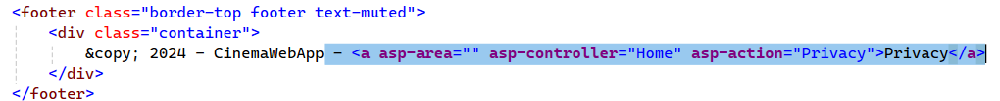 <footer class="border-top footer text-muted">
    <div class="container">
        &copy; 2024 - CinemaWebApp - <a asp-area="" asp-controller="Home" asp-action="Privacy">Privacy</a>
    </div>
</footer>